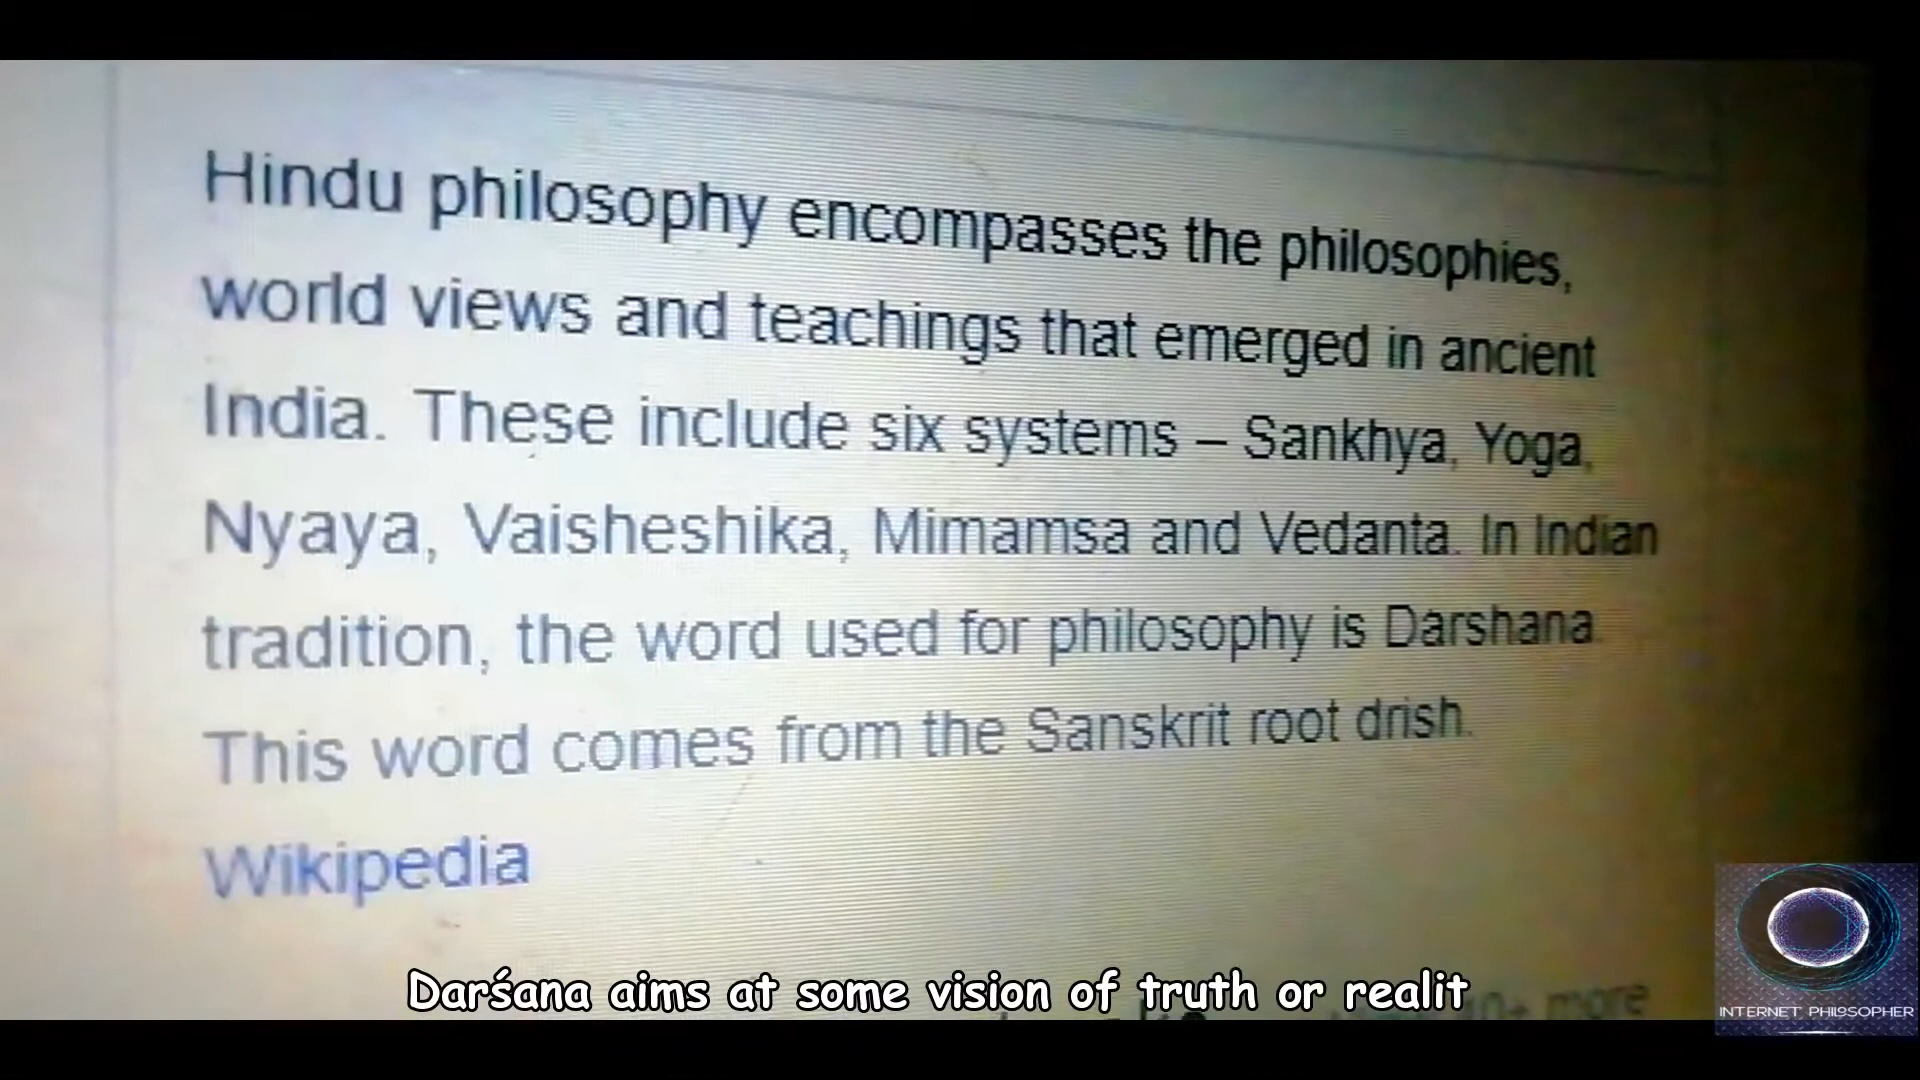 Hindu philosophy encompasses the philosophies,
world views and teachings that emerged in ancient
India. These include six systems – Sankhya, Yoga,
Nyaya, Vaisheshika, Mimamsa and Vedanta. In Indian
tradition, the word used for philosophy is Darshana.
This word comes from the Sanskrit root drish.
Wikipedia
more
Darśana aims at some vision of truth or realit
INTERNET PHILOSOPHER